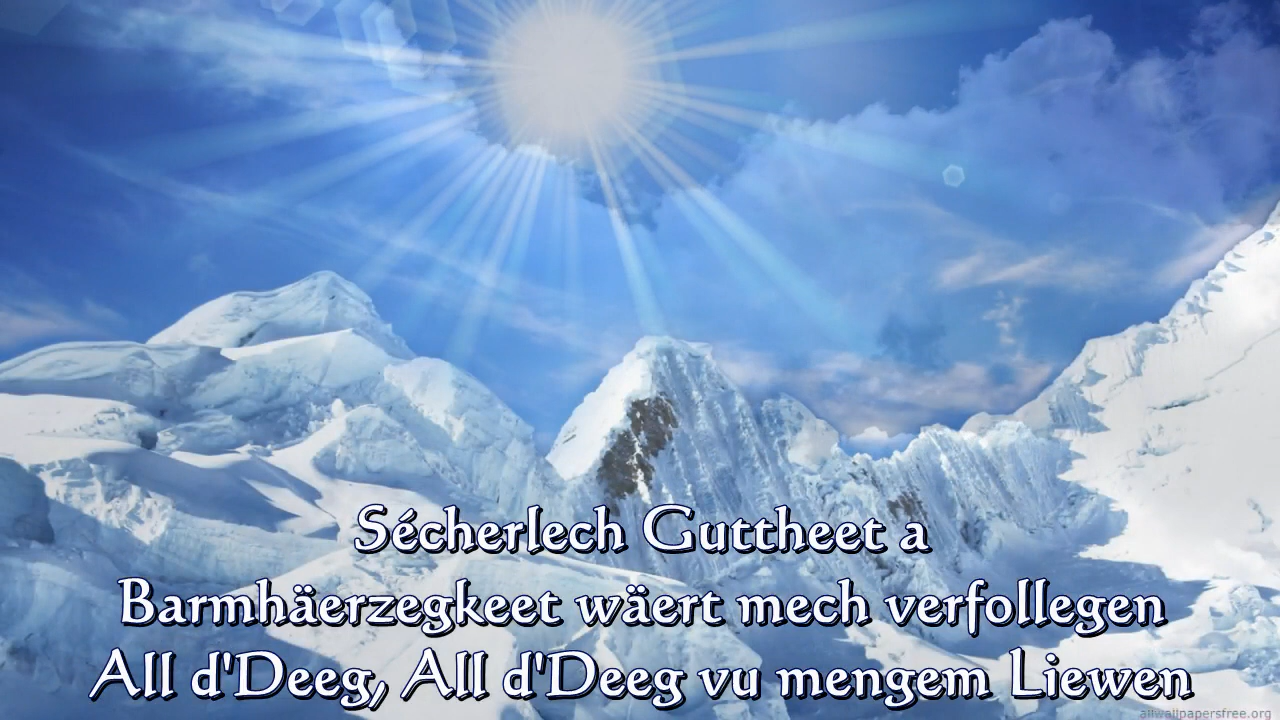 Sécherlech Guttheet a
Barmhäerzegkeet wäert mech verfollegen
All d'Deeg, All d'Deeg vu mengem Liewen
allwallpapersfree.org